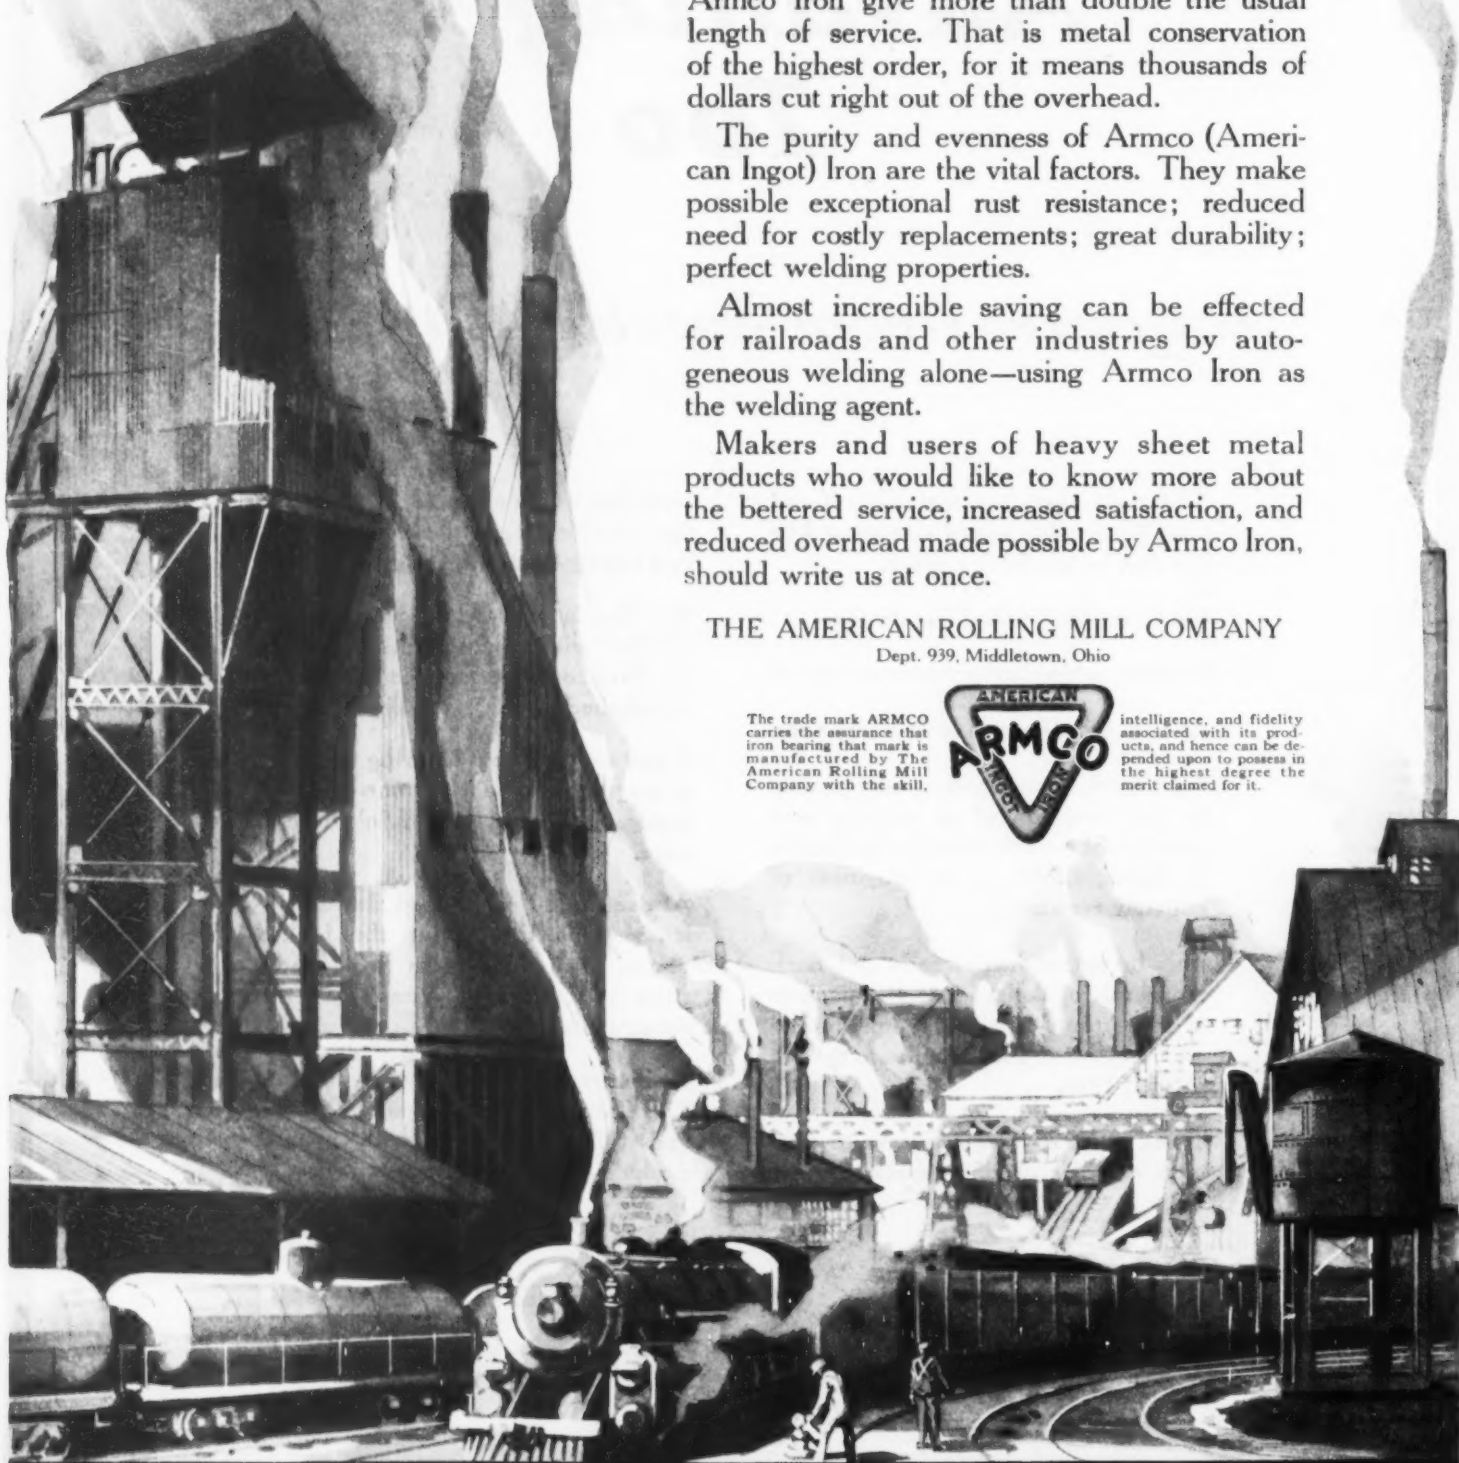 Armco Iron give more than double the usual
length of service. That is metal conservation
of the highest order, for it means thousands of
dollars cut right out of the overhead.
The purity and evenness of Armco (Ameri-
can Ingot) Iron are the vital factors. They make
possible exceptional rust resistance; reduced
need for costly replacements; great durability;
perfect welding properties.
Almost incredible saving can be effected
for railroads and other industries by auto-
geneous welding alone—using Armco Iron as
the welding agent.
Makers and users of heavy sheet metal
products who would like to know more about
the bettered service, increased satisfaction, and
reduced overhead made possible by Armco Iron,
should write us at once.
THE AMERICAN ROLLING MILL COMPANY
Dept. 939, Middletown, Ohio
The trade mark ARMCO
carries the assurance that
iron bearing that mark is
manufactured by The
American Rolling Mill
Company with the skill,
AMERICAN
ARMCO
INGOT IRON
intelligence, and fidelity
associated with its prod-
ucts, and hence can be de-
pended upon to possess in
the highest degree the
merit claimed for it.